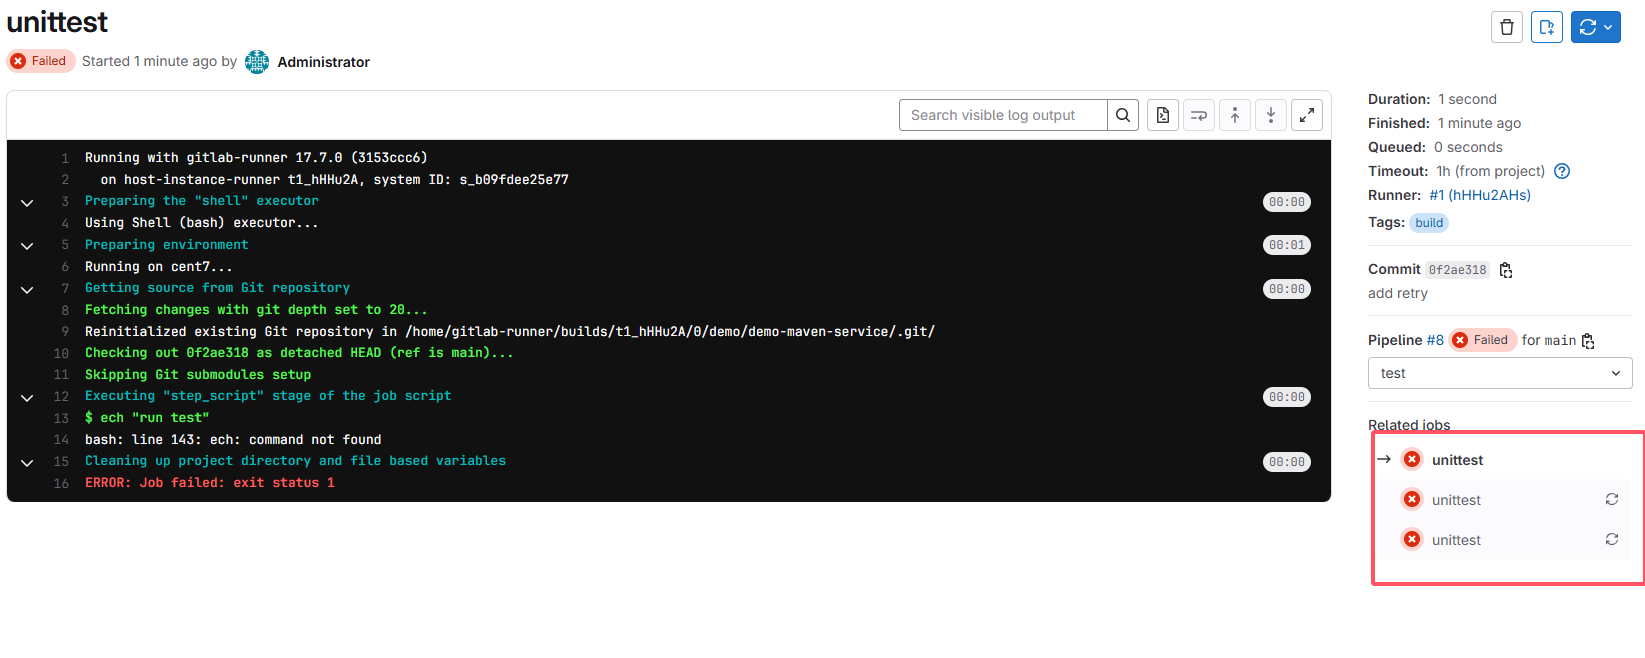 unittest
Failed Started 1 minute ago by Administrator
Search visible log output
1 Running with gitlab-runner 17.7.0 (3153ccc6)
2 on host-instance-runner t1_hHHu2A, system ID: s_b09fdee25e77
3 Preparing the "shell" executor 00:00
4 Using Shell (bash) executor...
5 Preparing environment 00:01
6 Running on cent7...
7 Getting source from Git repository 00:00
8 Fetching changes with git depth set to 20...
9 Reinitialized existing Git repository in /home/gitlab-runner/builds/t1_hHHu2A/0/demo/demo-maven-service/.git/
10 Checking out 0f2ae318 as detached HEAD (ref is main)...
11 Skipping Git submodules setup
12 Executing "step_script" stage of the job script 00:00
13 $ ech "run test"
14 bash: line 143: ech: command not found
15 Cleaning up project directory and file based variables 00:00
16 ERROR: Job failed: exit status 1
Duration: 1 second
Finished: 1 minute ago
Queued: 0 seconds
Timeout: 1h (from project)
Runner: #1 (hHHu2AHs)
Tags: build
Commit 0f2ae318
add retry
Pipeline #8 Failed for main
test
Related jobs
unittest
unittest
unittest